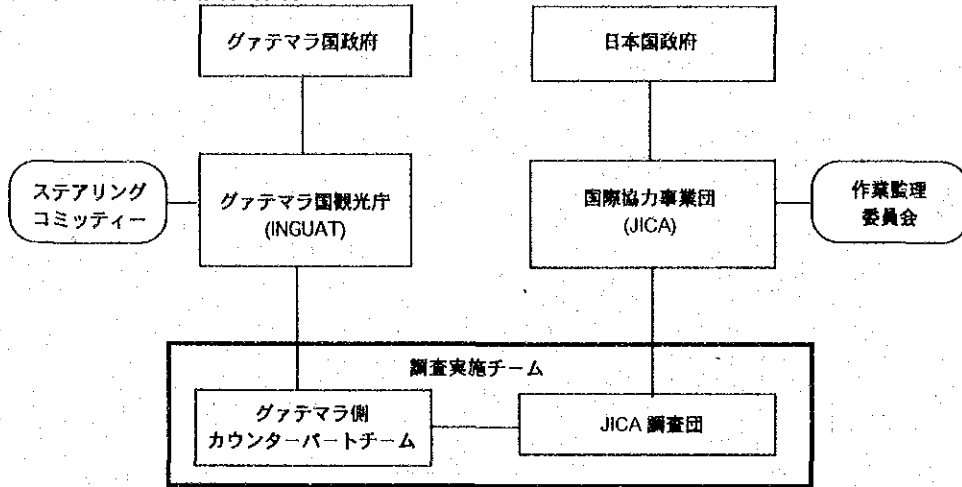 グァテマラ国政府
日本国政府
ステアリング
コミッティー
グァテマラ国観光庁
(INGUAT)
国際協力事業団
(JICA)
作業監理
委員会
調査実施チーム
グァテマラ側
カウンターパートチーム
JICA 調査団